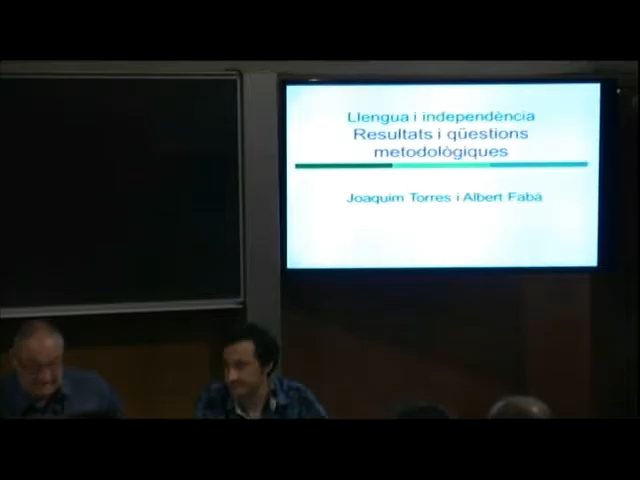 Llengua i independència
Resultats i qüestions
metodològiques
Joaquim Torres i Albert Fabà